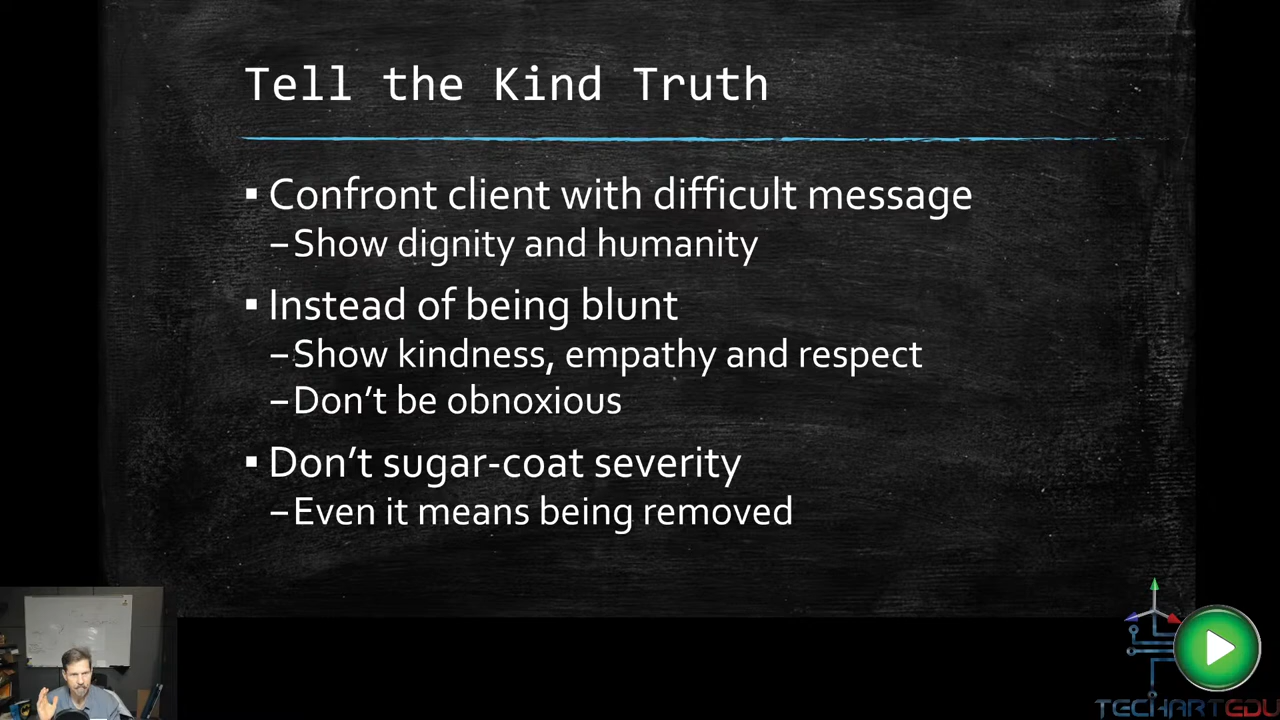 Tell the Kind Truth
▪ Confront client with difficult message
–Show dignity and humanity
▪ Instead of being blunt
–Show kindness, empathy and respect
–Don’t be obnoxious
▪ Don’t sugar-coat severity
–Even it means being removed
TECHARTEDU